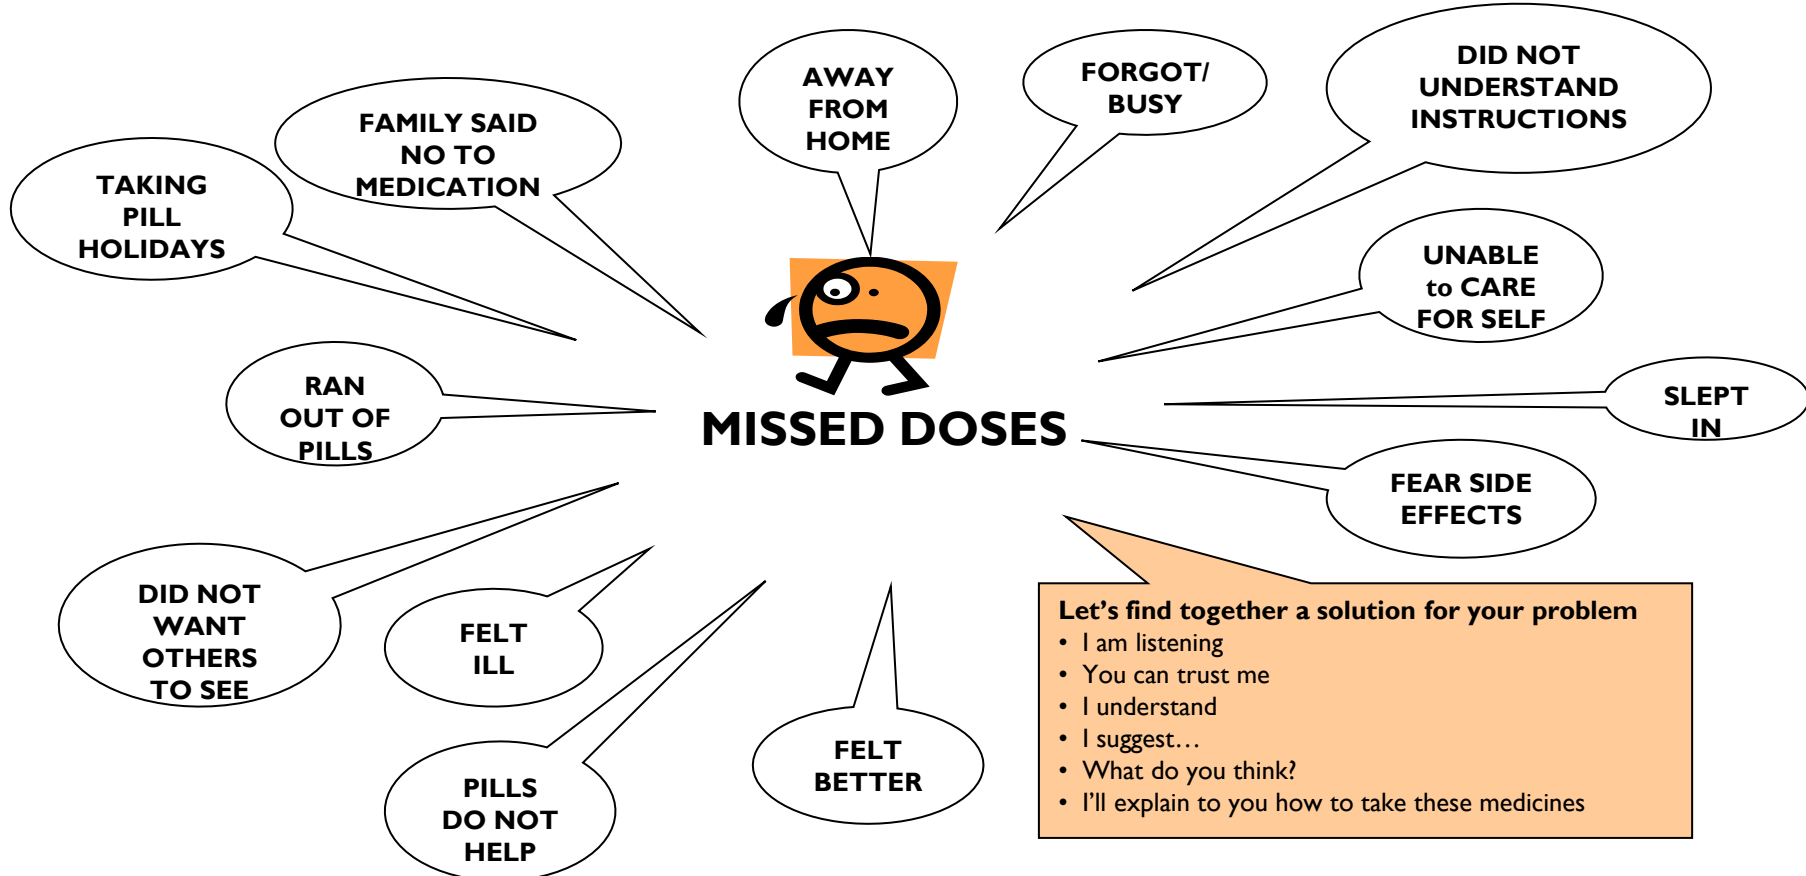 AWAY
FROM
HOME
FORGOT/
BUSY
DID NOT
UNDERSTAND
INSTRUCTIONS
FAMILY SAID
NO TO
MEDICATION
TAKING
PILL
HOLIDAYS
UNABLE
to CARE
FOR SELF
RAN
OUT OF
PILLS
MISSED DOSES
SLEPT
IN
FEAR SIDE
EFFECTS
DID NOT
WANT
OTHERS
TO SEE
FELT
ILL
PILLS
DO NOT
HELP
FELT
BETTER
Let’s find together a solution for your problem
• I am listening
• You can trust me
• I understand
• I suggest…
• What do you think?
• I’ll explain to you how to take these medicines